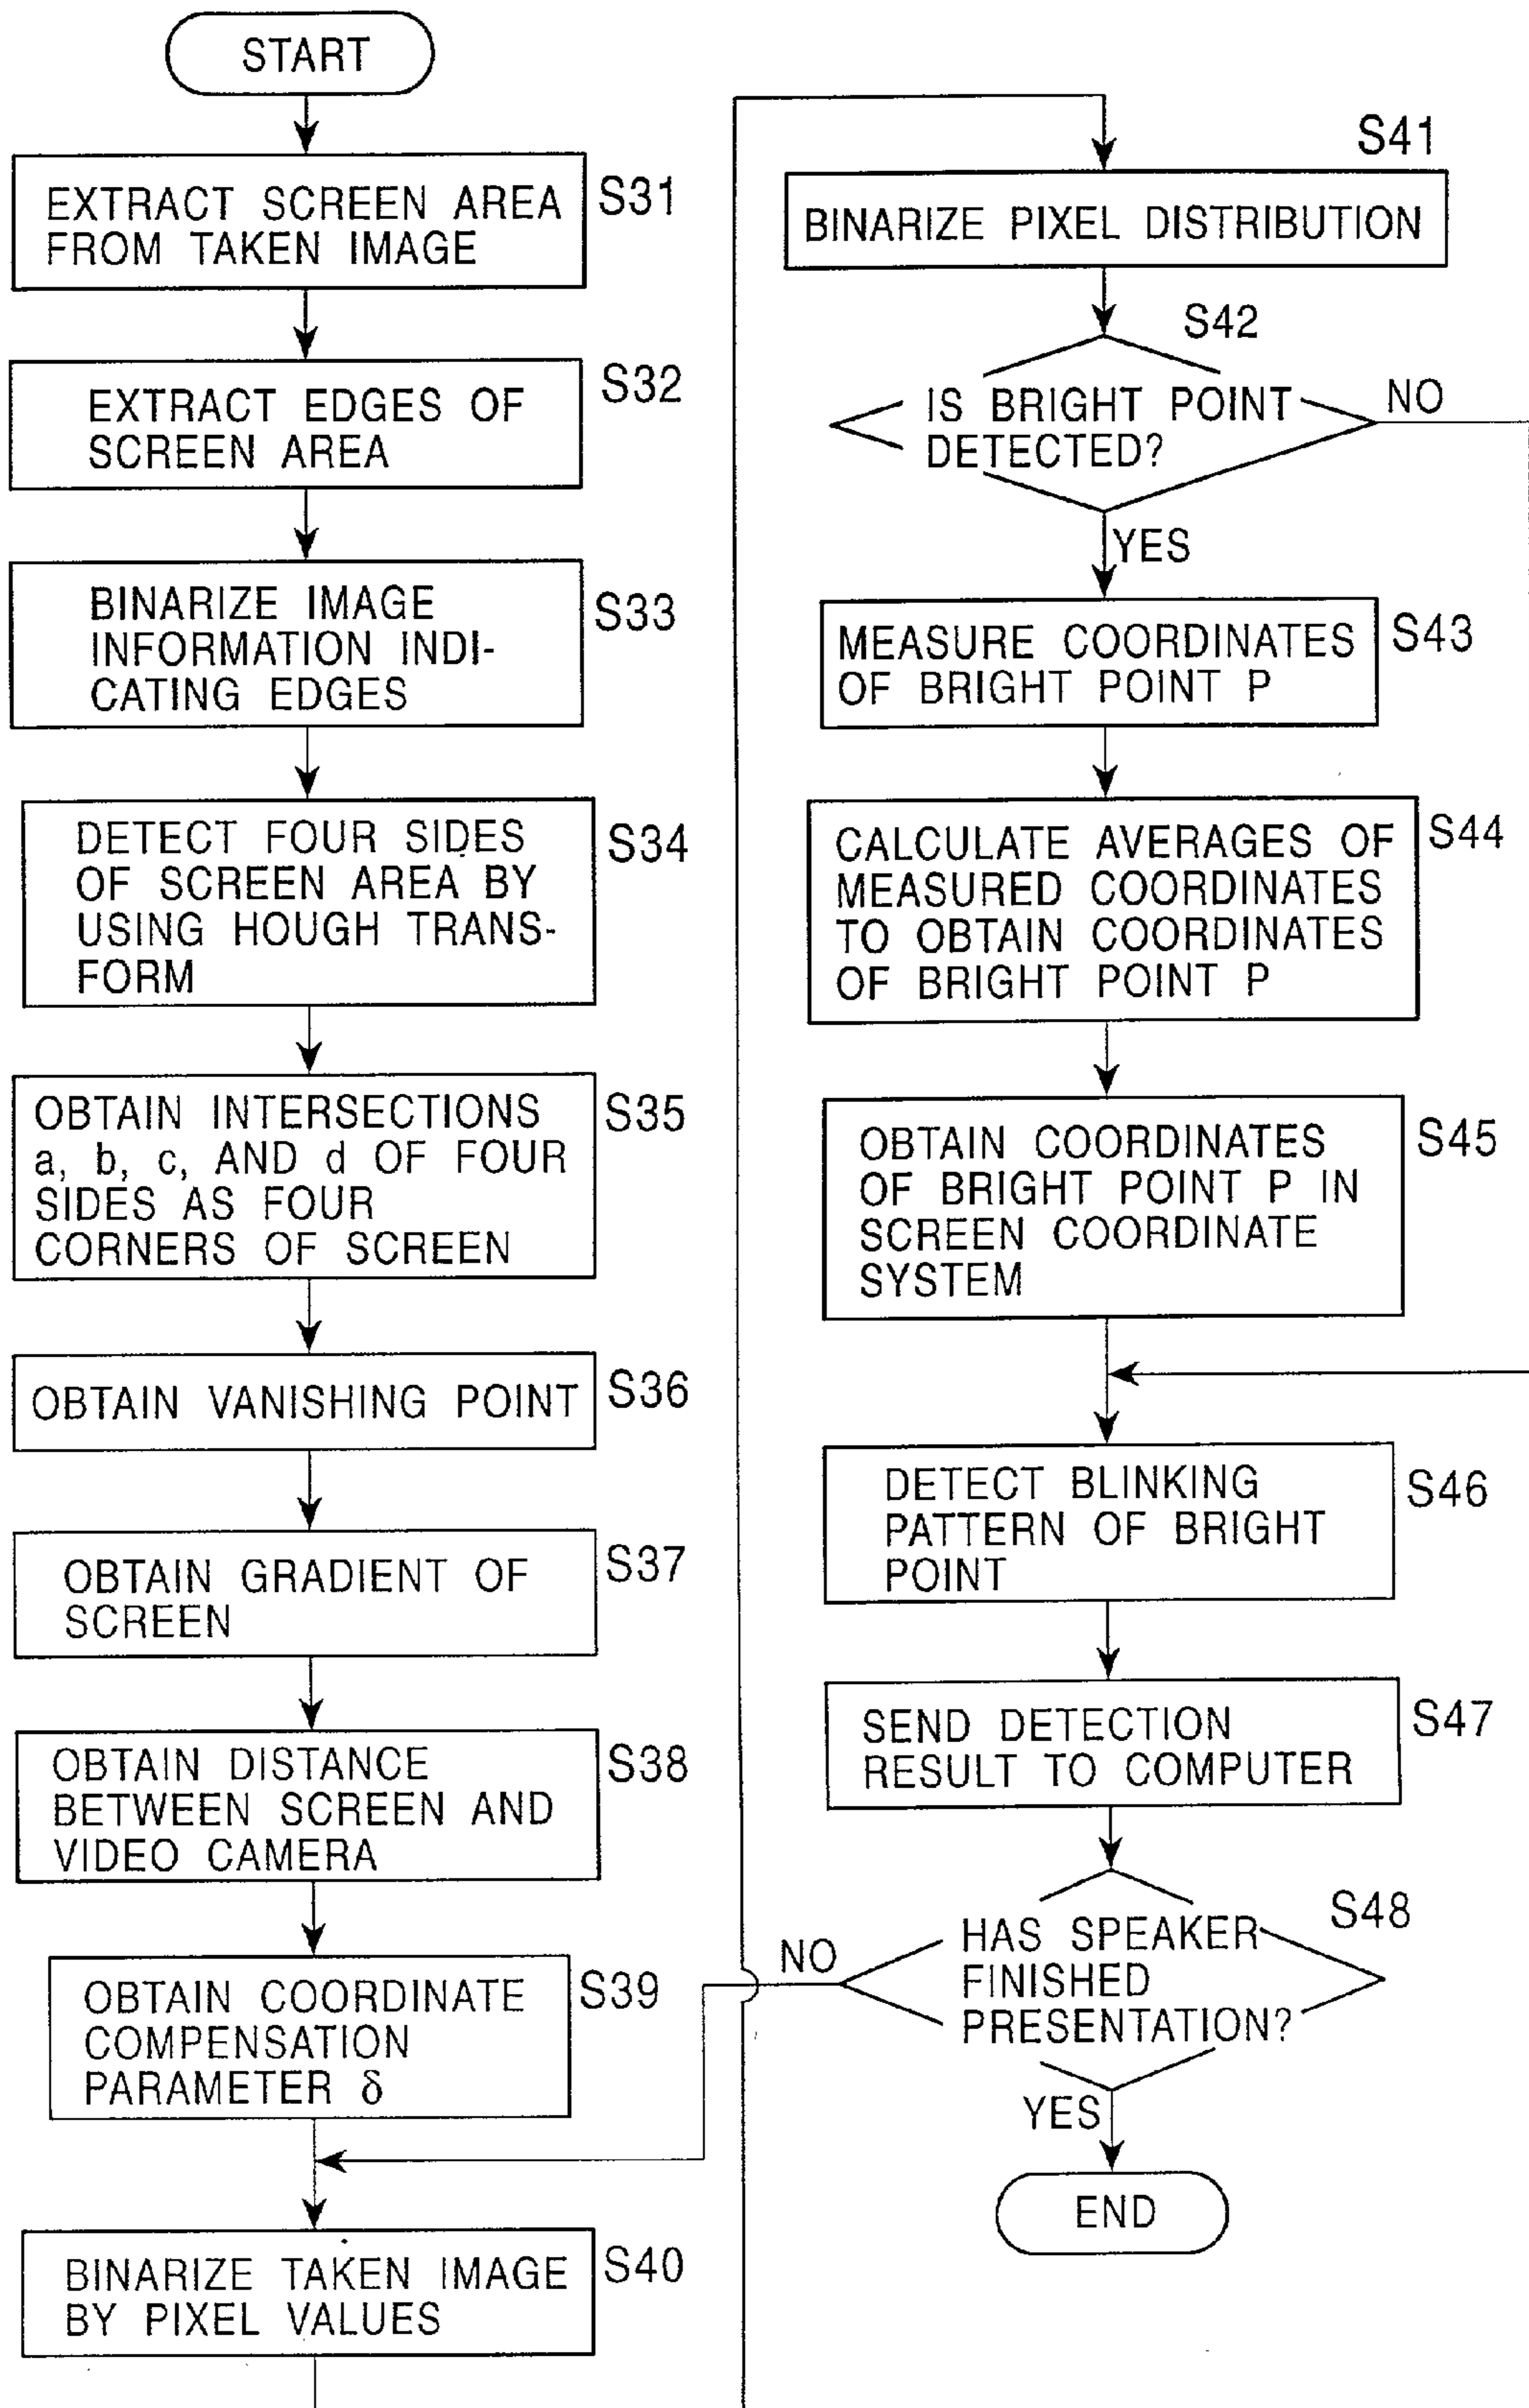 START
EXTRACT SCREEN AREA
FROM TAKEN IMAGE
S31
EXTRACT EDGES OF
SCREEN AREA
S32
BINARIZE IMAGE
INFORMATION INDI-
CATING EDGES
S33
DETECT FOUR SIDES
OF SCREEN AREA BY
USING HOUGH TRANS-
FORM
S34
OBTAIN INTERSECTIONS
a, b, c, AND d OF FOUR
SIDES AS FOUR
CORNERS OF SCREEN
S35
OBTAIN VANISHING POINT
S36
OBTAIN GRADIENT OF
SCREEN
S37
OBTAIN DISTANCE
BETWEEN SCREEN AND
VIDEO CAMERA
S38
OBTAIN COORDINATE
COMPENSATION
PARAMETER δ
S39
BINARIZE TAKEN IMAGE
BY PIXEL VALUES
S40
S41
BINARIZE PIXEL DISTRIBUTION
S42
IS BRIGHT POINT
DETECTED?
NO
YES
MEASURE COORDINATES
OF BRIGHT POINT P
S43
CALCULATE AVERAGES OF
MEASURED COORDINATES
TO OBTAIN COORDINATES
OF BRIGHT POINT P
S44
OBTAIN COORDINATES
OF BRIGHT POINT P IN
SCREEN COORDINATE
SYSTEM
S45
DETECT BLINKING
PATTERN OF BRIGHT
POINT
S46
SEND DETECTION
RESULT TO COMPUTER
S47
HAS SPEAKER
FINISHED
PRESENTATION?
S48
NO
YES
END